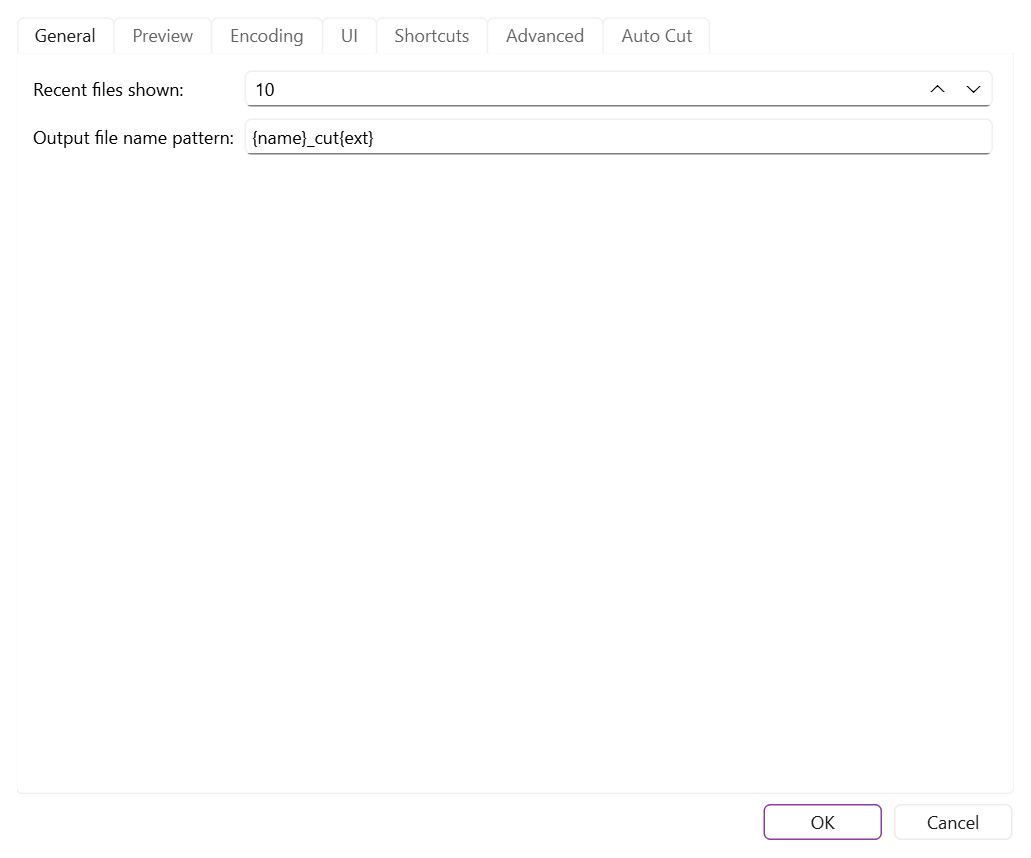 General Preview Encoding UI Shortcuts Advanced Auto Cut
Recent files shown: 10
Output file name pattern: {name}_cut{ext}
OK Cancel